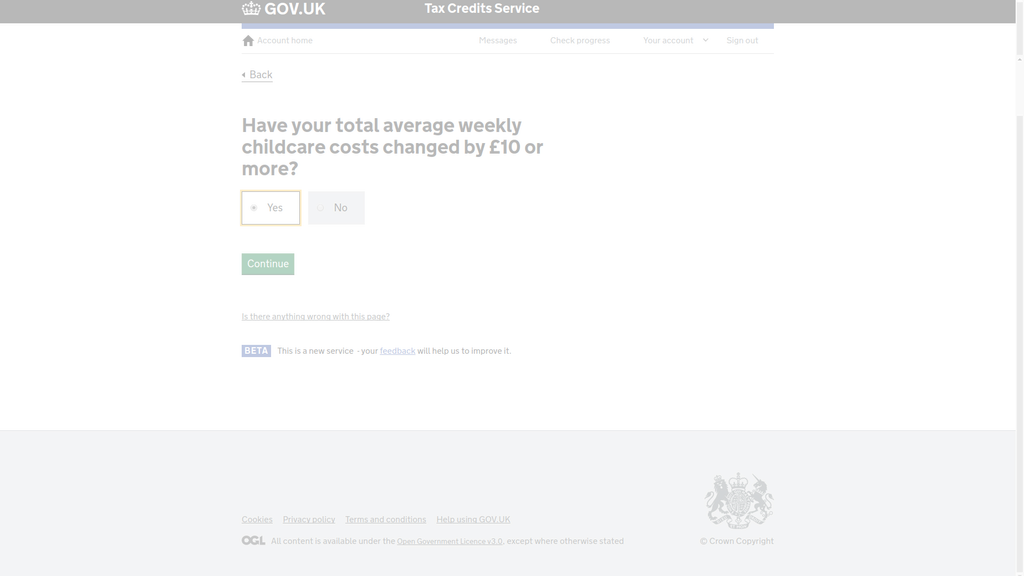 GOV.UK Tax Credits Service
Account home Messages Check progress Your account Sign out
Back
Have your total average weekly
childcare costs changed by £10 or
more?
Yes No
Continue
Is there anything wrong with this page?
BETA This is a new service - your feedback will help us to improve it.
Cookies Privacy policy Terms and conditions Help using GOV.UK
OGL All content is available under the Open Government Licence v3.0, except where otherwise stated
© Crown Copyright